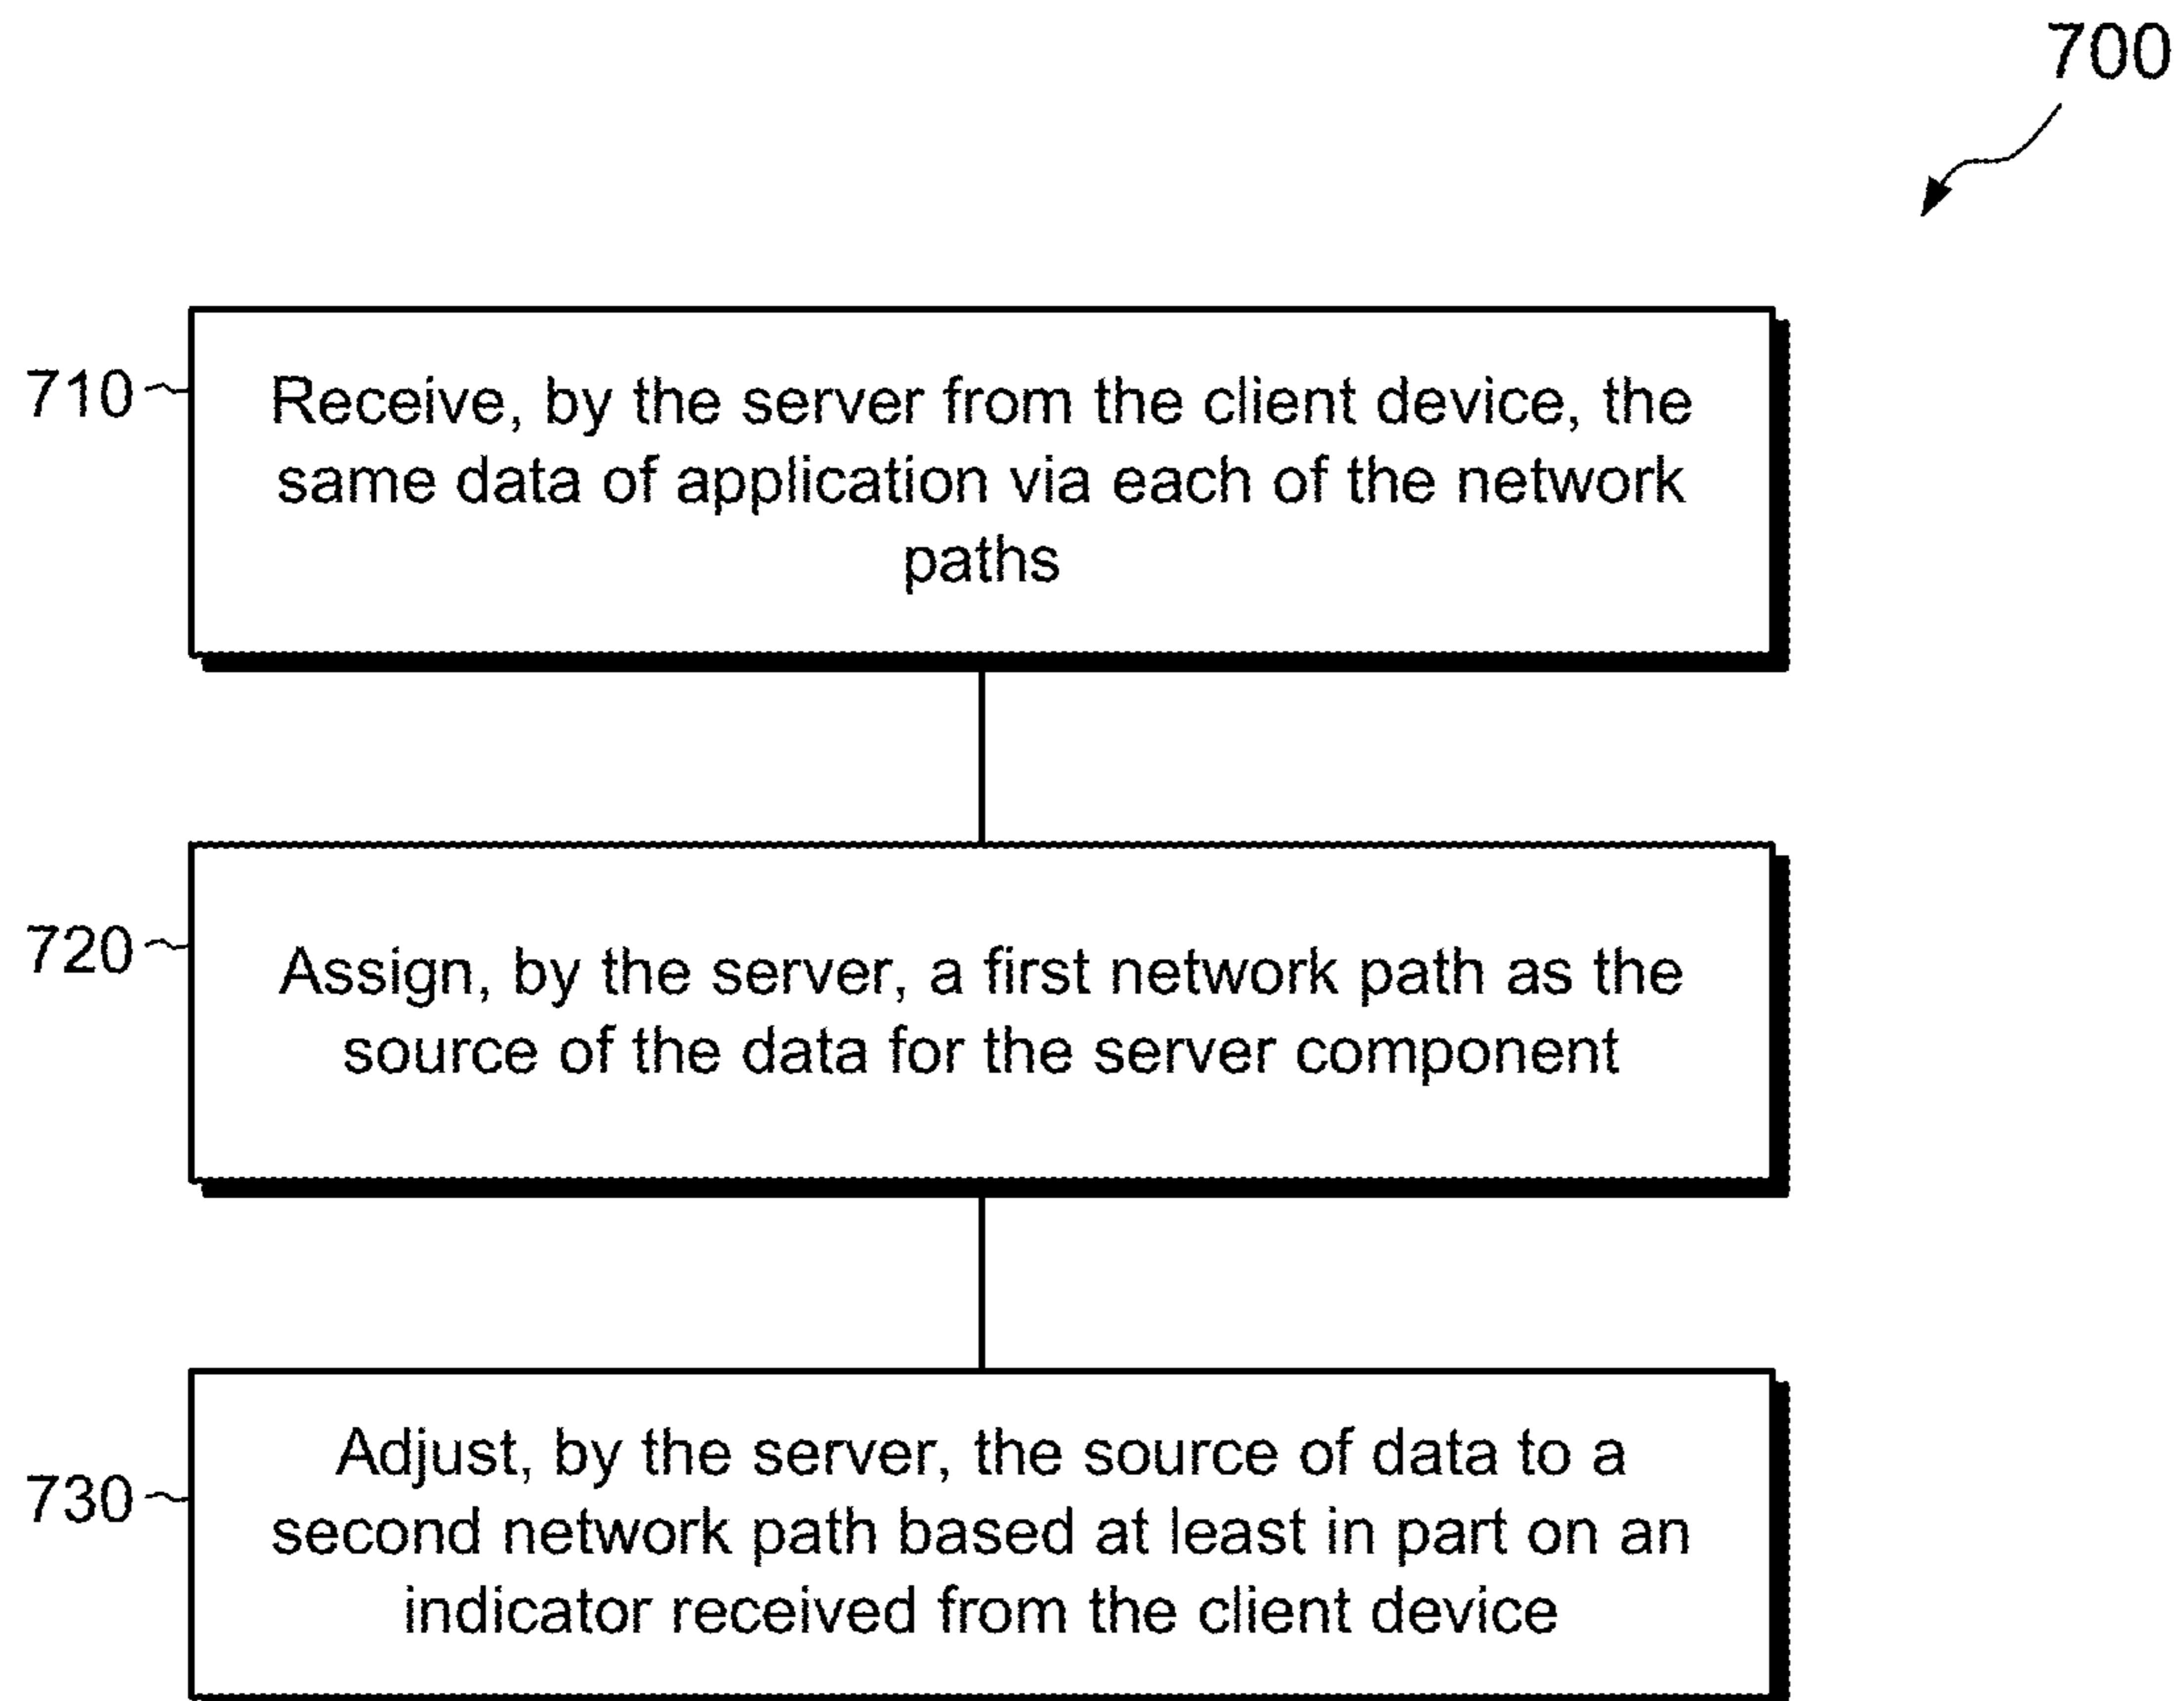 700
710
Receive, by the server from the client device, the
same data of application via each of the network
paths
720
Assign, by the server, a first network path as the
source of the data for the server component
730
Adjust, by the server, the source of data to a
second network path based at least in part on an
indicator received from the client device